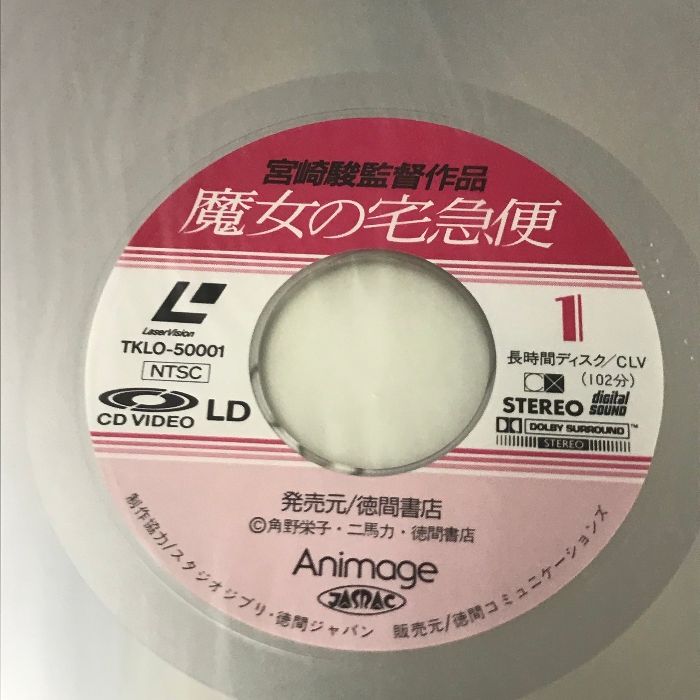 宮崎駿監督作品
魔女の宅急便
LaserVision
TKLO-50001
NTSC
CD VIDEO LD
1
長時間ディスク/CLV
(102分)
STEREO digital SOUND
DOLBY SURROUND™
STEREO
発売元/徳間書店
©角野栄子・二馬力・徳間書店
Animage
JASRAC
制作協力/スタジオジブリ・徳間ジャパン 販売元/徳間コミュニケーションズ